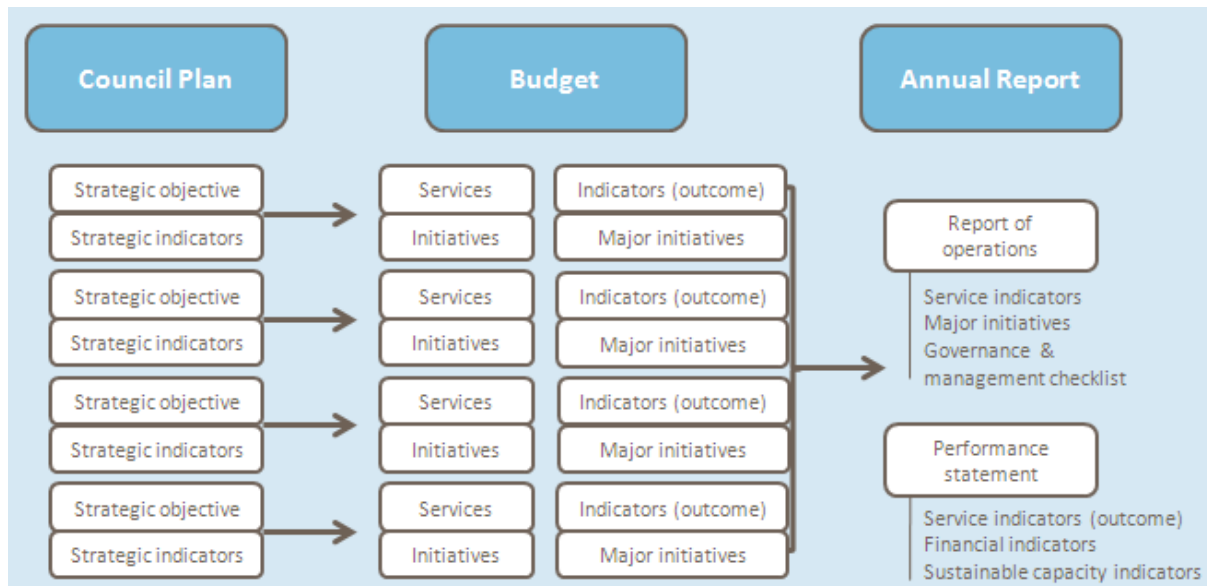 Council Plan
Budget
Annual Report
Strategic objective
Strategic indicators
Services
Initiatives
Indicators (outcome)
Major initiatives
Strategic objective
Strategic indicators
Services
Initiatives
Indicators (outcome)
Major initiatives
Strategic objective
Strategic indicators
Services
Initiatives
Indicators (outcome)
Major initiatives
Strategic objective
Strategic indicators
Services
Initiatives
Indicators (outcome)
Major initiatives
Report of
operations
Service indicators
Major initiatives
Governance &
management checklist
Performance
statement
Service indicators (outcome)
Financial indicators
Sustainable capacity indicators